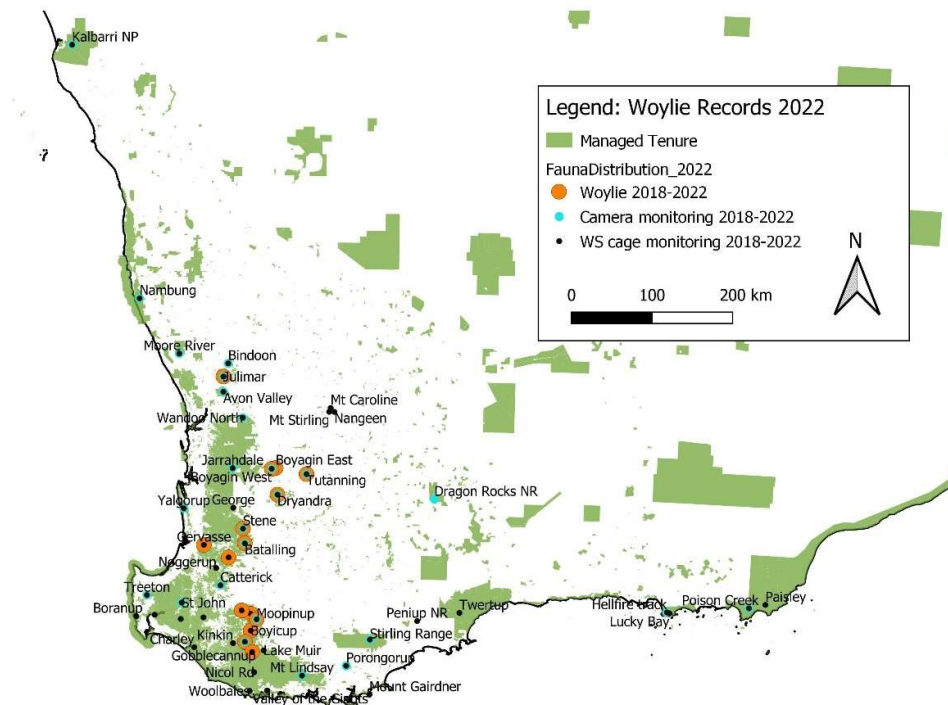 Kalbarri NP
Legend: Woylie Records 2022
Managed Tenure
FaunaDistribution_2022
Woylie 2018-2022
Camera monitoring 2018-2022
WS cage monitoring 2018-2022
N
0 100 200 km
Nambung
Moore River
Bindoon
Julimar
Avon Valley
Mt Caroline
Wandoo North
Mt Stirling
Nangeen
Jarrahdale
Boyagin East
Boyagin West
Tutanning
Dragon Rocks NR
Yalgorup
George
Dryandra
Stene
Gervasse
Batalling
Noggerup
Catterick
Treeton
Boranup
St John
Moopinup
Peniup NR
Twertup
Hellfire track
Poison Creek
Paisley
Lucky Bay
Charley
Kinkin
Boyicup
Stirling Range
Gobblecannup
Lake Muir
Nicol Rd
Mt Lindsay
Porongorup
Woolbales
Valley of the Giants
Mount Gairdner